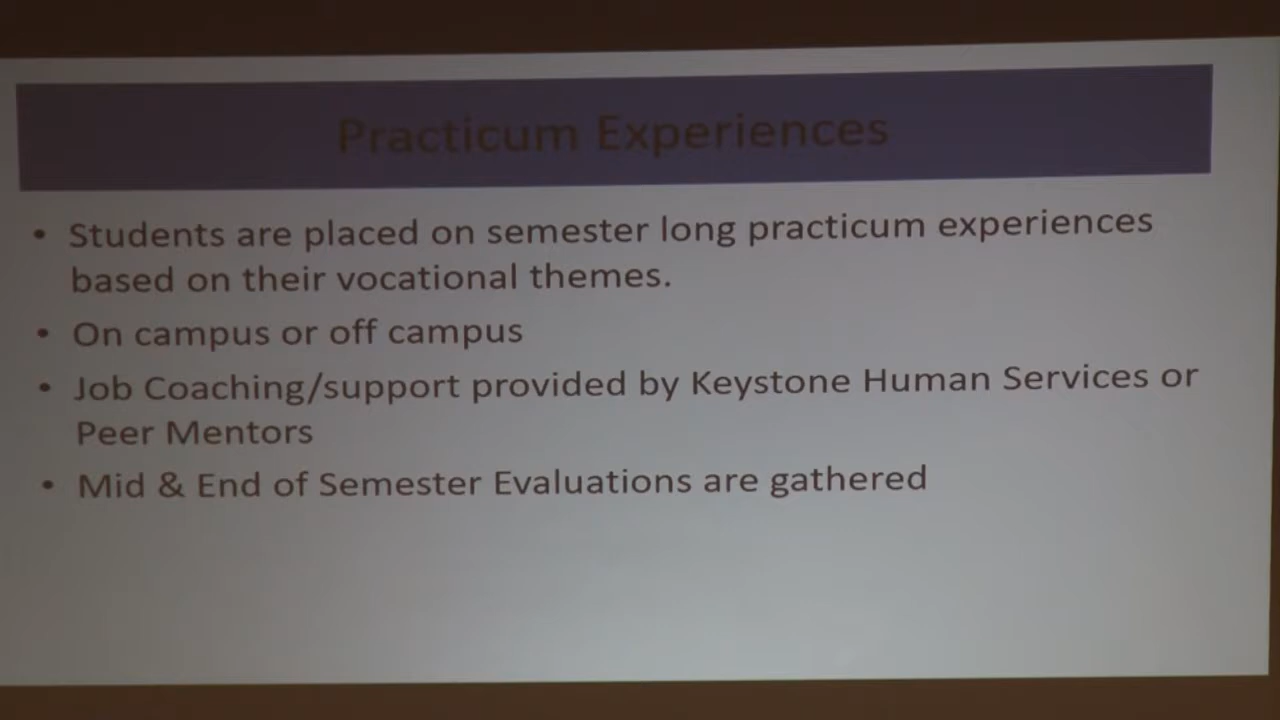 Practicum Experiences
• Students are placed on semester long practicum experiences
based on their vocational themes.
• On campus or off campus
• Job Coaching/support provided by Keystone Human Services or
Peer Mentors
• Mid & End of Semester Evaluations are gathered